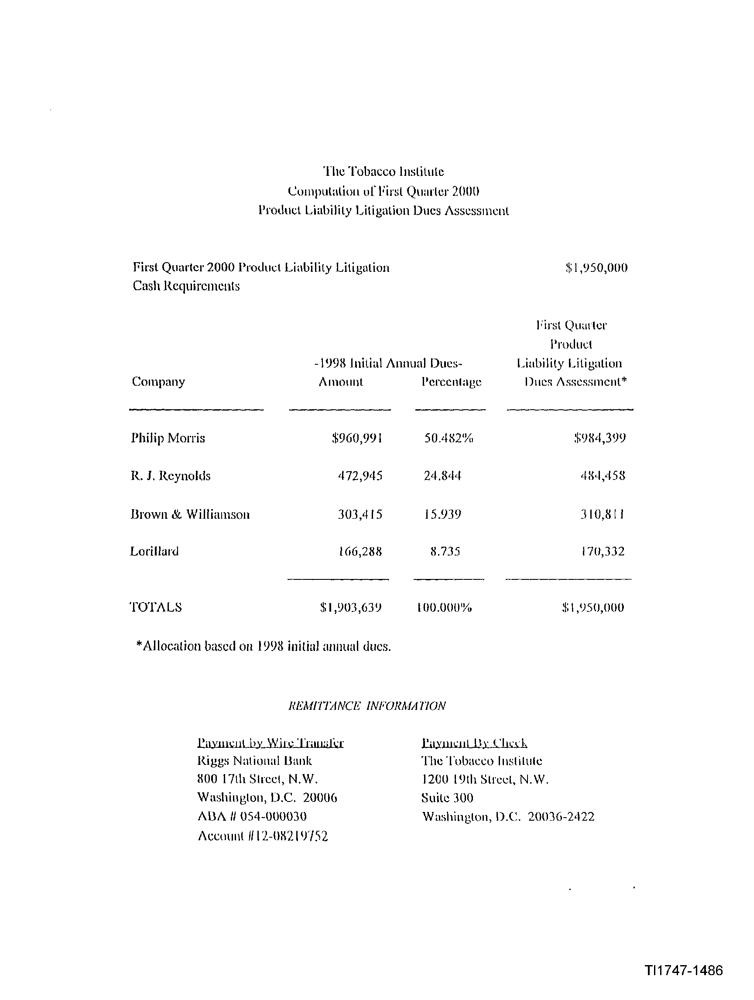 The Tobacco Institute
Computation of First Quarter 2000
Product Liability Litigation Dues Assessment
First Quarter 2000 Product Liability Litigation $1,950,000
Cash Requirements
First Quarter
Product
-1998 Initial Annual Dues- Liability Litigation
Company Amount Percentage Dues Assessment*
Philip Morris $960,991 50.482% $984,399
R. J. Reynolds 472,945 24.844 484,458
Brown & Williamson 303,415 15.939 310,811
Lorillard 166,288 8.735 170,332
TOTALS $1,903,639 100.000% $1,950,000
*Allocation based on 1998 initial annual dues.
REMITTANCE INFORMATION
Payment by Wire Transfer Payment By Check
Riggs National Bank The Tobacco Institute
800 17th Street, N.W. 1200 19th Street, N.W.
Washington, D.C. 20006 Suite 300
ABA # 054-000030 Washington, D.C. 20036-2422
Account #12-08219752
TI1747-1486